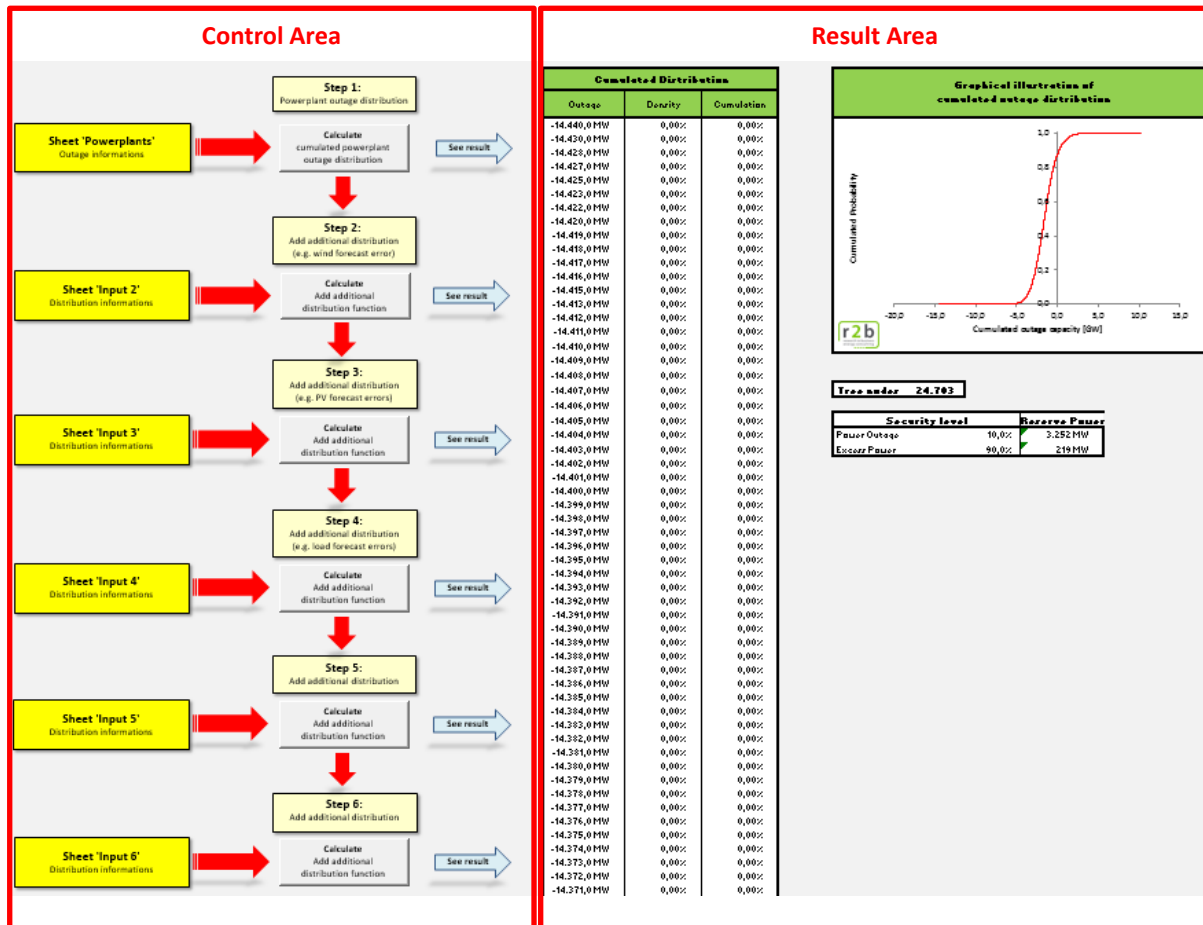 Control Area
Step 1:
Powerplant outage distribution
Sheet 'Powerplants'
Outage informations
Calculate
cumulated powerplant
outage distribution
See result
Step 2:
Add additional distribution
(e.g. wind forecast error)
Sheet 'Input 2'
Distribution informations
Calculate
Add additional
distribution function
See result
Step 3:
Add additional distribution
(e.g. PV forecast errors)
Sheet 'Input 3'
Distribution informations
Calculate
Add additional
distribution function
See result
Step 4:
Add additional distribution
(e.g. load forecast errors)
Sheet 'Input 4'
Distribution informations
Calculate
Add additional
distribution function
See result
Step 5:
Add additional distribution
Sheet 'Input 5'
Distribution informations
Calculate
Add additional
distribution function
See result
Step 6:
Add additional distribution
Sheet 'Input 6'
Distribution informations
Calculate
Add additional
distribution function
See result
Result Area
Cumulated Distribution
Outage Density Cumulation
-14.440,0 MW 0,00% 0,00%
-14.430,0 MW 0,00% 0,00%
-14.428,0 MW 0,00% 0,00%
-14.427,0 MW 0,00% 0,00%
-14.425,0 MW 0,00% 0,00%
-14.423,0 MW 0,00% 0,00%
-14.422,0 MW 0,00% 0,00%
-14.420,0 MW 0,00% 0,00%
-14.419,0 MW 0,00% 0,00%
-14.418,0 MW 0,00% 0,00%
-14.417,0 MW 0,00% 0,00%
-14.416,0 MW 0,00% 0,00%
-14.415,0 MW 0,00% 0,00%
-14.413,0 MW 0,00% 0,00%
-14.412,0 MW 0,00% 0,00%
-14.411,0 MW 0,00% 0,00%
-14.410,0 MW 0,00% 0,00%
-14.409,0 MW 0,00% 0,00%
-14.408,0 MW 0,00% 0,00%
-14.407,0 MW 0,00% 0,00%
-14.406,0 MW 0,00% 0,00%
-14.405,0 MW 0,00% 0,00%
-14.404,0 MW 0,00% 0,00%
-14.403,0 MW 0,00% 0,00%
-14.402,0 MW 0,00% 0,00%
-14.401,0 MW 0,00% 0,00%
-14.400,0 MW 0,00% 0,00%
-14.399,0 MW 0,00% 0,00%
-14.398,0 MW 0,00% 0,00%
-14.397,0 MW 0,00% 0,00%
-14.396,0 MW 0,00% 0,00%
-14.395,0 MW 0,00% 0,00%
-14.394,0 MW 0,00% 0,00%
-14.393,0 MW 0,00% 0,00%
-14.392,0 MW 0,00% 0,00%
-14.391,0 MW 0,00% 0,00%
-14.390,0 MW 0,00% 0,00%
-14.389,0 MW 0,00% 0,00%
-14.388,0 MW 0,00% 0,00%
-14.387,0 MW 0,00% 0,00%
-14.386,0 MW 0,00% 0,00%
-14.385,0 MW 0,00% 0,00%
-14.384,0 MW 0,00% 0,00%
-14.383,0 MW 0,00% 0,00%
-14.382,0 MW 0,00% 0,00%
-14.381,0 MW 0,00% 0,00%
-14.380,0 MW 0,00% 0,00%
-14.379,0 MW 0,00% 0,00%
-14.378,0 MW 0,00% 0,00%
-14.377,0 MW 0,00% 0,00%
-14.376,0 MW 0,00% 0,00%
-14.375,0 MW 0,00% 0,00%
-14.374,0 MW 0,00% 0,00%
-14.373,0 MW 0,00% 0,00%
-14.372,0 MW 0,00% 0,00%
-14.371,0 MW 0,00% 0,00%
Graphical illustration of
cumulated outage distribution
Cumulated Probability
1,0
0,8
0,6
0,4
0,2
0,0
-20,0 -15,0 -10,0 -5,0 0,0 5,0 10,0 15,0
Cumulated outage capacity [GW]
r2b
Tree nodes 24.703
Security level Reserve Power
Power Outage 10,0% 3.252 MW
Excess Power 90,0% 219 MW